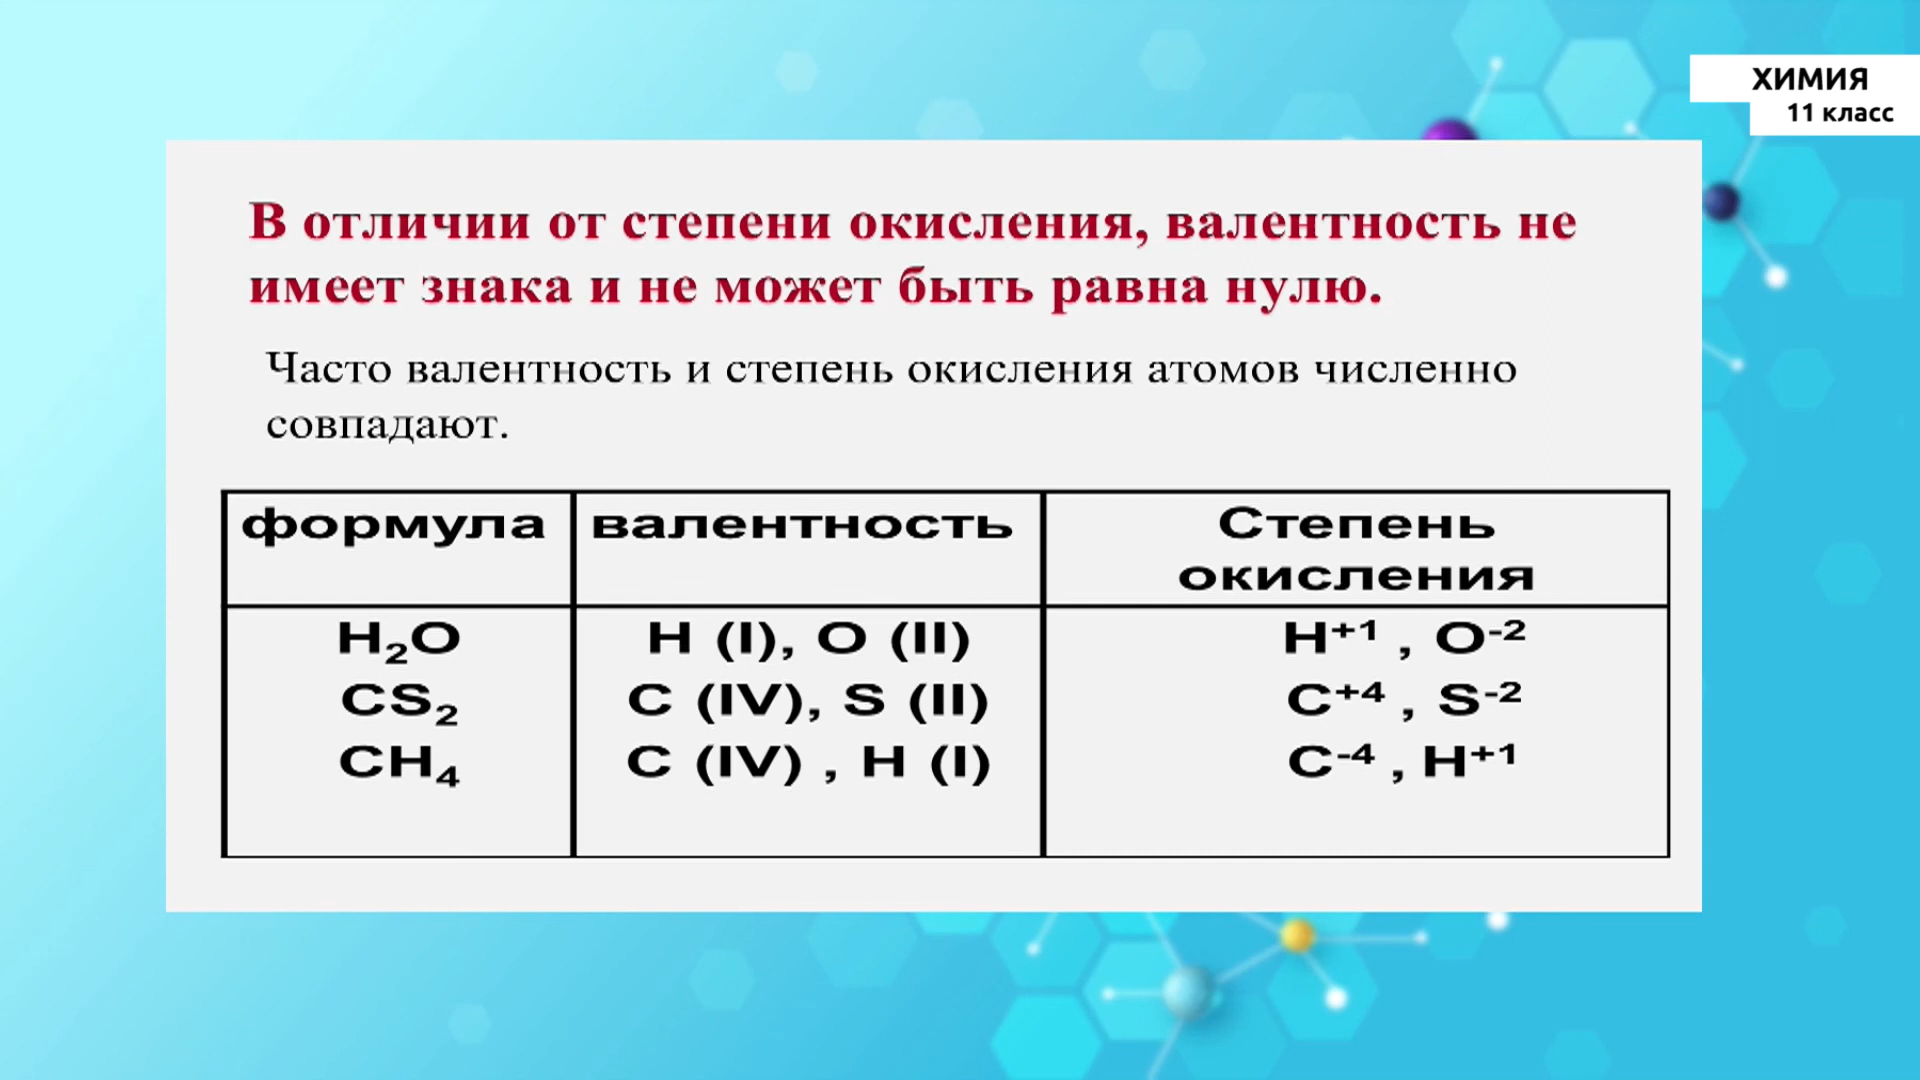 ХИМИЯ
11 класс
В отличии от степени окисления, валентность не
имеет знака и не может быть равна нулю.
Часто валентность и степень окисления атомов численно
совпадают.
формула валентность Степень
окисления
H₂O H (I), O (II) H⁺¹ , O⁻²
CS₂ C (IV), S (II) C⁺⁴ , S⁻²
CH₄ C (IV) , H (I) C⁻⁴ , H⁺¹